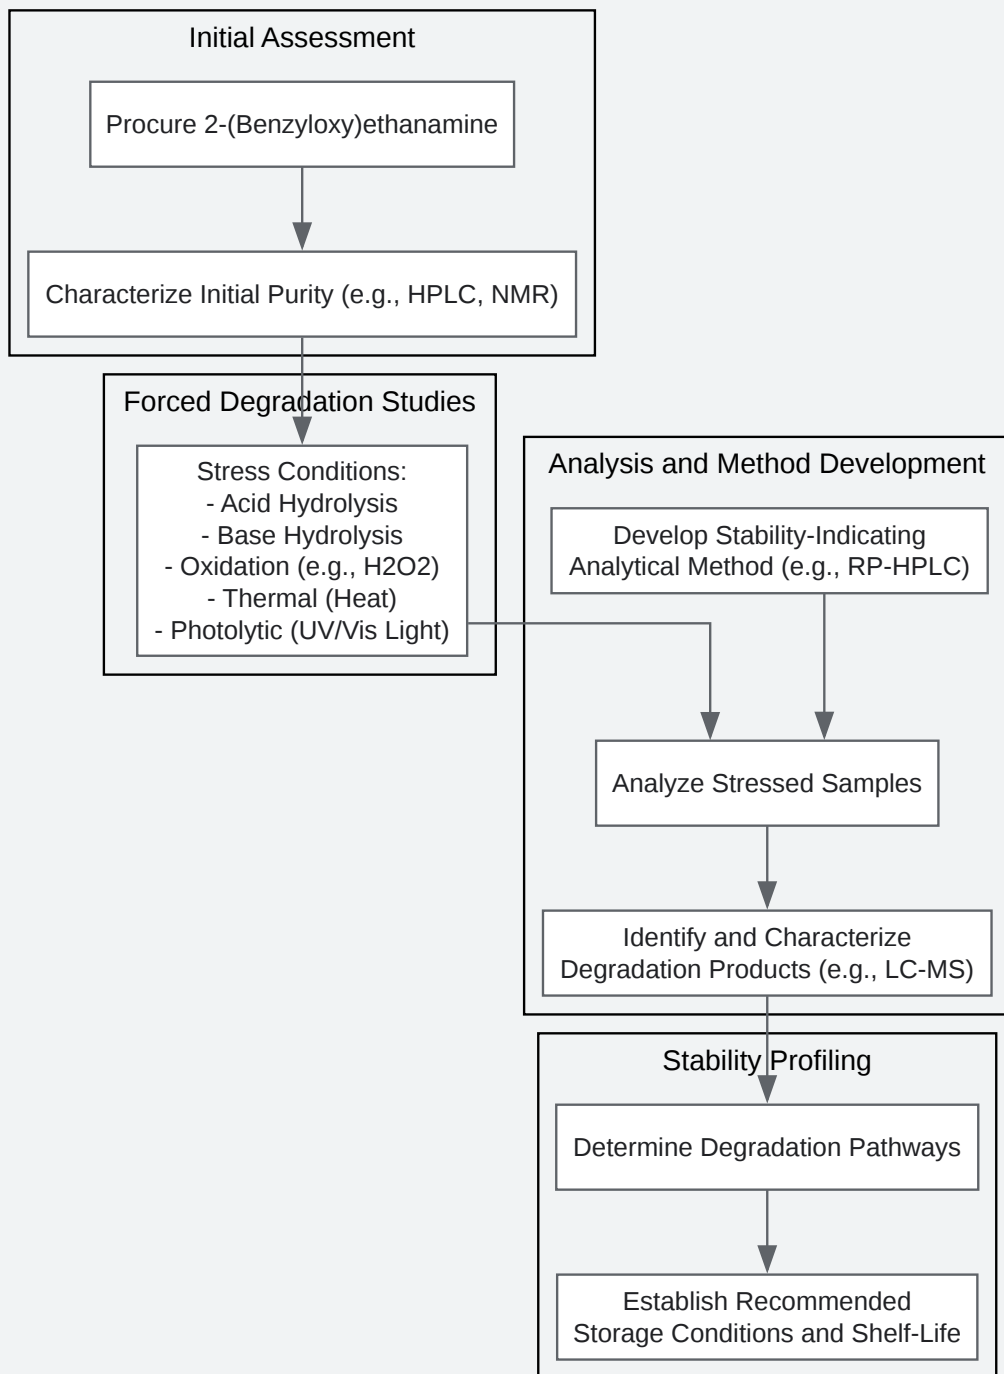 Initial Assessment
Procure 2-(Benzyloxy)ethanamine
Characterize Initial Purity (e.g., HPLC, NMR)
Forced Degradation Studies
Stress Conditions:
- Acid Hydrolysis
- Base Hydrolysis
- Oxidation (e.g., H2O2)
- Thermal (Heat)
- Photolytic (UV/Vis Light)
Analysis and Method Development
Develop Stability-Indicating
Analytical Method (e.g., RP-HPLC)
Analyze Stressed Samples
Identify and Characterize
Degradation Products (e.g., LC-MS)
Stability Profiling
Determine Degradation Pathways
Establish Recommended
Storage Conditions and Shelf-Life